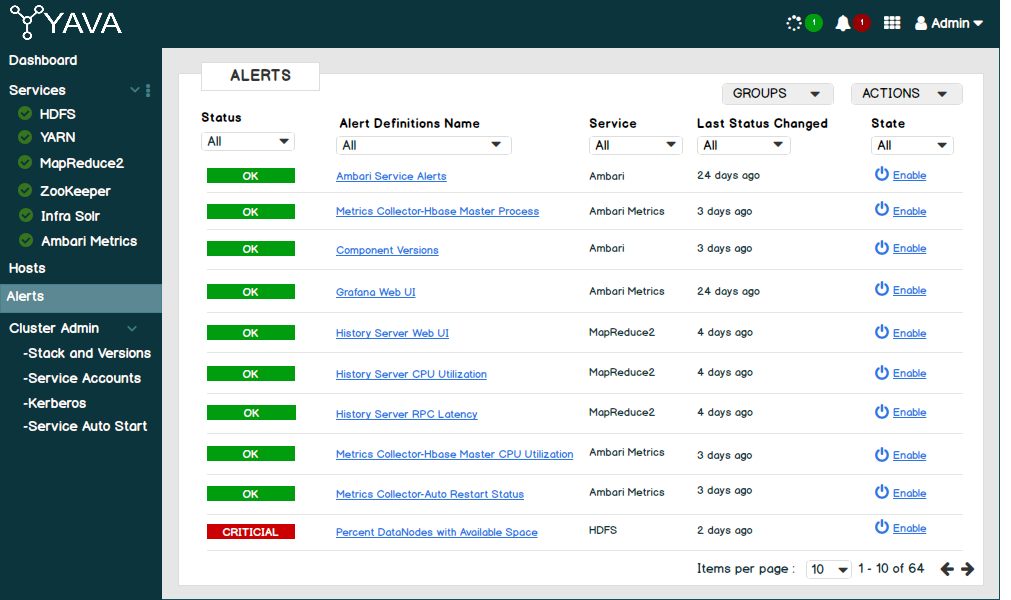 YAVA
1
1
Admin
Dashboard
Services
HDFS
YARN
MapReduce2
ZooKeeper
Infra Solr
Ambari Metrics
Hosts
Alerts
Cluster Admin
-Stack and Versions
-Service Accounts
-Kerberos
-Service Auto Start
ALERTS
GROUPS
ACTIONS
Status Alert Definitions Name Service Last Status Changed State
All All All All All
OK Ambari Service Alerts Ambari 24 days ago Enable
OK Metrics Collector-Hbase Master Process Ambari Metrics 3 days ago Enable
OK Component Versions Ambari 3 days ago Enable
OK Grafana Web UI Ambari Metrics 24 days ago Enable
OK History Server Web UI MapReduce2 4 days ago Enable
OK History Server CPU Utilization MapReduce2 4 days ago Enable
OK History Server RPC Latency MapReduce2 4 days ago Enable
OK Metrics Collector-Hbase Master CPU Utilization Ambari Metrics 3 days ago Enable
OK Metrics Collector-Auto Restart Status Ambari Metrics 3 days ago Enable
CRITICIAL Percent DataNodes with Available Space HDFS 2 days ago Enable
Items per page : 10 1 - 10 of 64